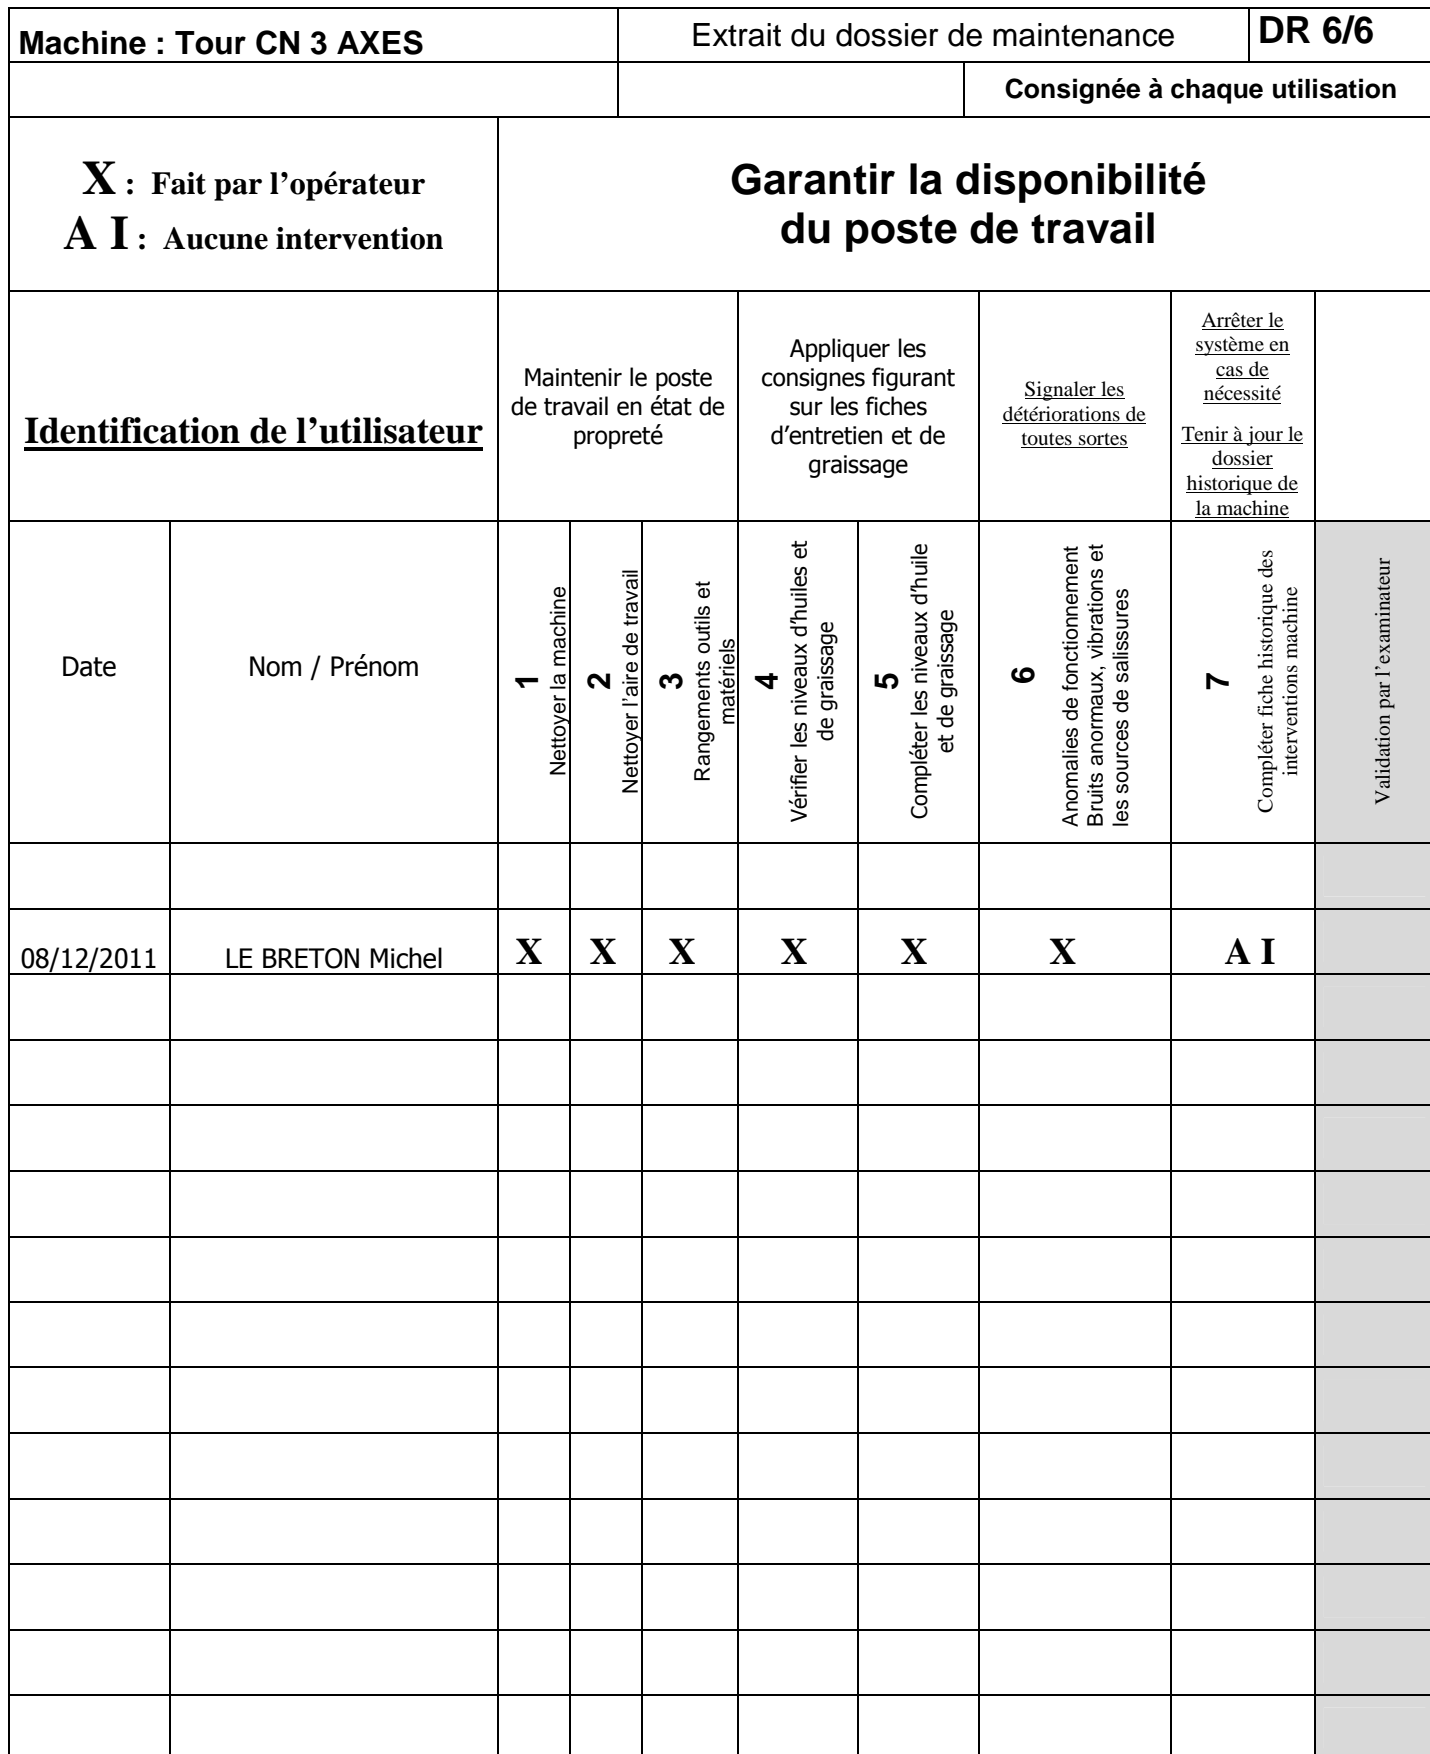 Machine : Tour CN 3 AXES
Extrait du dossier de maintenance
DR 6/6
Consignée à chaque utilisation
X : Fait par l’opérateur
A I : Aucune intervention
Garantir la disponibilité
du poste de travail
Identification de l’utilisateur
Maintenir le poste
de travail en état de
propreté
Appliquer les
consignes figurant
sur les fiches
d’entretien et de
graissage
Signaler les
détériorations de
toutes sortes
Arrêter le
système en
cas de
nécessité
Tenir à jour le
dossier
historique de
la machine
Date
Nom / Prénom
1
Nettoyer la machine
2
Nettoyer l’aire de travail
3
Rangements outils et
matériels
4
Vérifier les niveaux d’huiles et
de graissage
5
Compléter les niveaux d’huile
et de graissage
6
Anomalies de fonctionnement
Bruits anormaux, vibrations et
les sources de salissures
7
Compléter fiche historique des
interventions machine
Validation par l’examinateur
08/12/2011 LE BRETON Michel X X X X X X A I